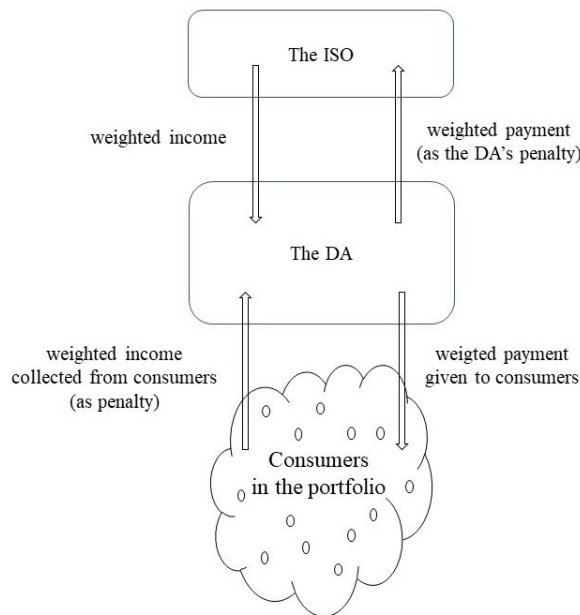 The ISO
weighted income
weighted payment
(as the DA's penalty)
The DA
weighted income
collected from consumers
(as penalty)
weigted payment
given to consumers
Consumers
in the portfolio